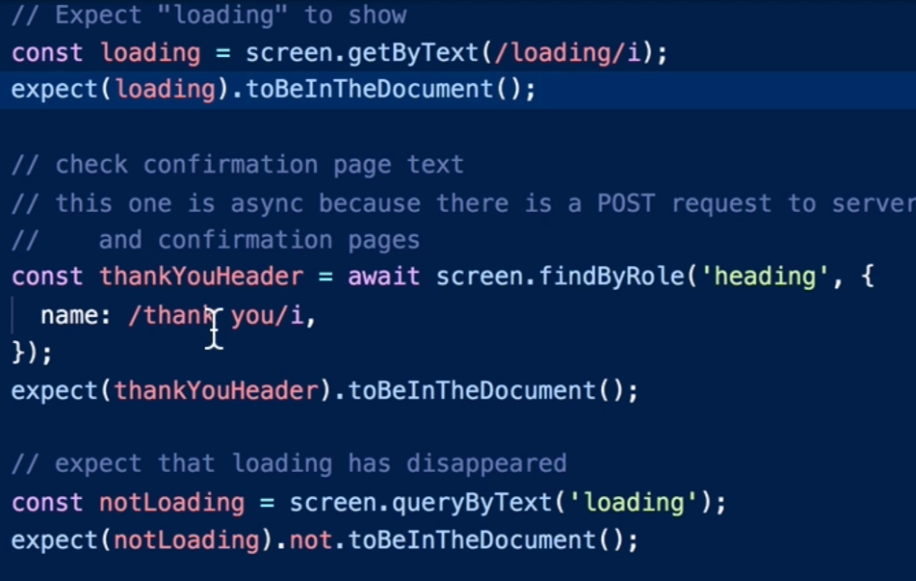 // Expect "loading" to show
const loading = screen.getByText(/loading/i);
expect(loading).toBeInTheDocument();
// check confirmation page text
// this one is async because there is a POST request to server
//    and confirmation pages
const thankYouHeader = await screen.findByRole('heading', {
  name: /thank you/i,
});
expect(thankYouHeader).toBeInTheDocument();
// expect that loading has disappeared
const notLoading = screen.queryByText('loading');
expect(notLoading).not.toBeInTheDocument();